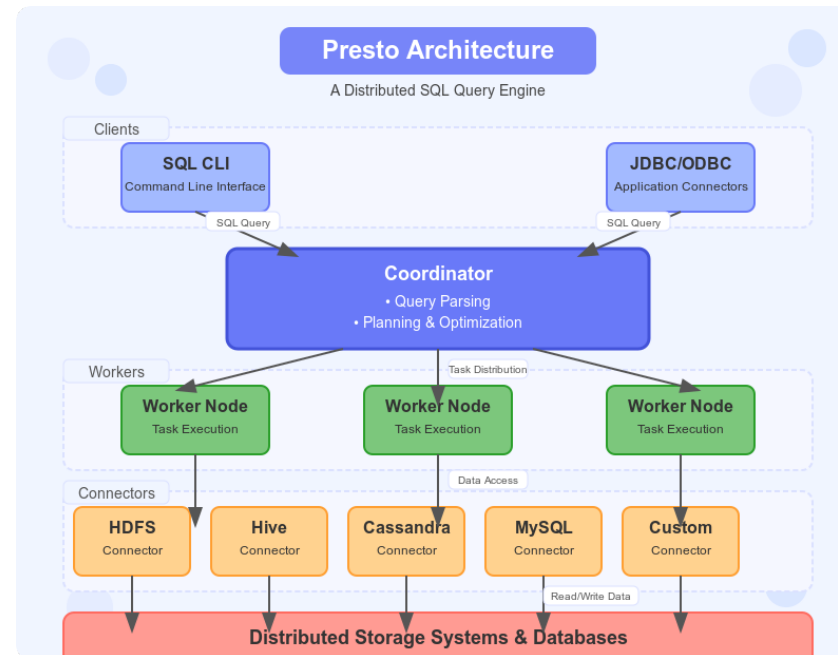 Presto Architecture
A Distributed SQL Query Engine
Clients
SQL CLI
Command Line Interface
JDBC/ODBC
Application Connectors
SQL Query
SQL Query
Coordinator
• Query Parsing
• Planning & Optimization
Task Distribution
Workers
Worker Node
Task Execution
Worker Node
Task Execution
Worker Node
Task Execution
Data Access
Connectors
HDFS
Connector
Hive
Connector
Cassandra
Connector
MySQL
Connector
Custom
Connector
Read/Write Data
Distributed Storage Systems & Databases